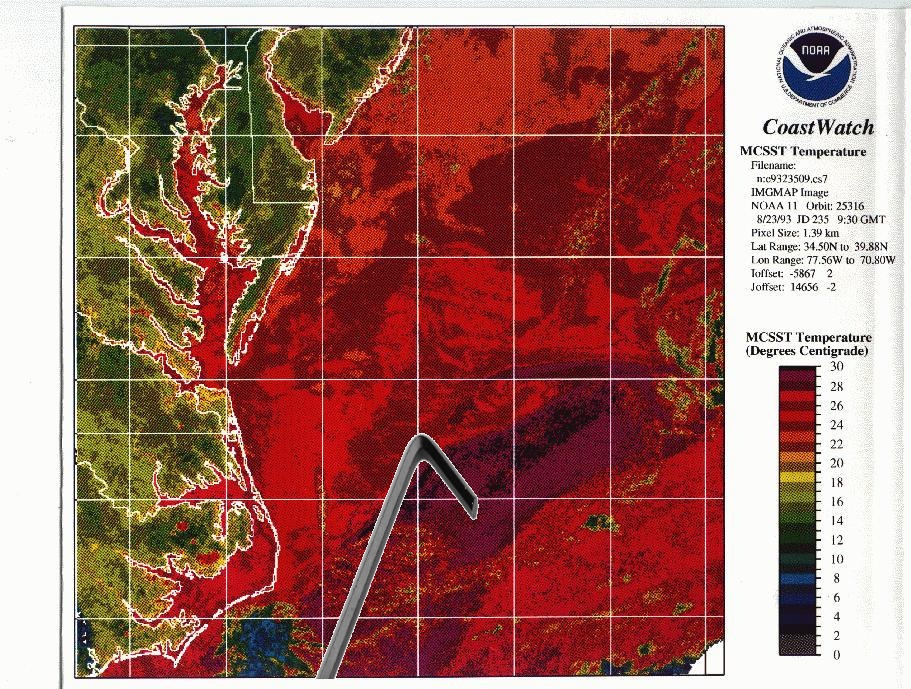 NATIONAL OCEANIC AND ATMOSPHERIC ADMINISTRATION
U.S. DEPARTMENT OF COMMERCE
NOAA
CoastWatch
MCSST Temperature
Filename:
n:c9323509.cs7
IMGMAP Image
NOAA 11 Orbit: 25316
8/23/93 JD 235 9:30 GMT
Pixel Size: 1.39 km
Lat Range: 34.50N to 39.88N
Lon Range: 77.56W to 70.80W
Ioffset: -5867 2
Joffset: 14656 -2
MCSST Temperature
(Degrees Centigrade)
30
28
26
24
22
20
18
16
14
12
10
8
6
4
2
0